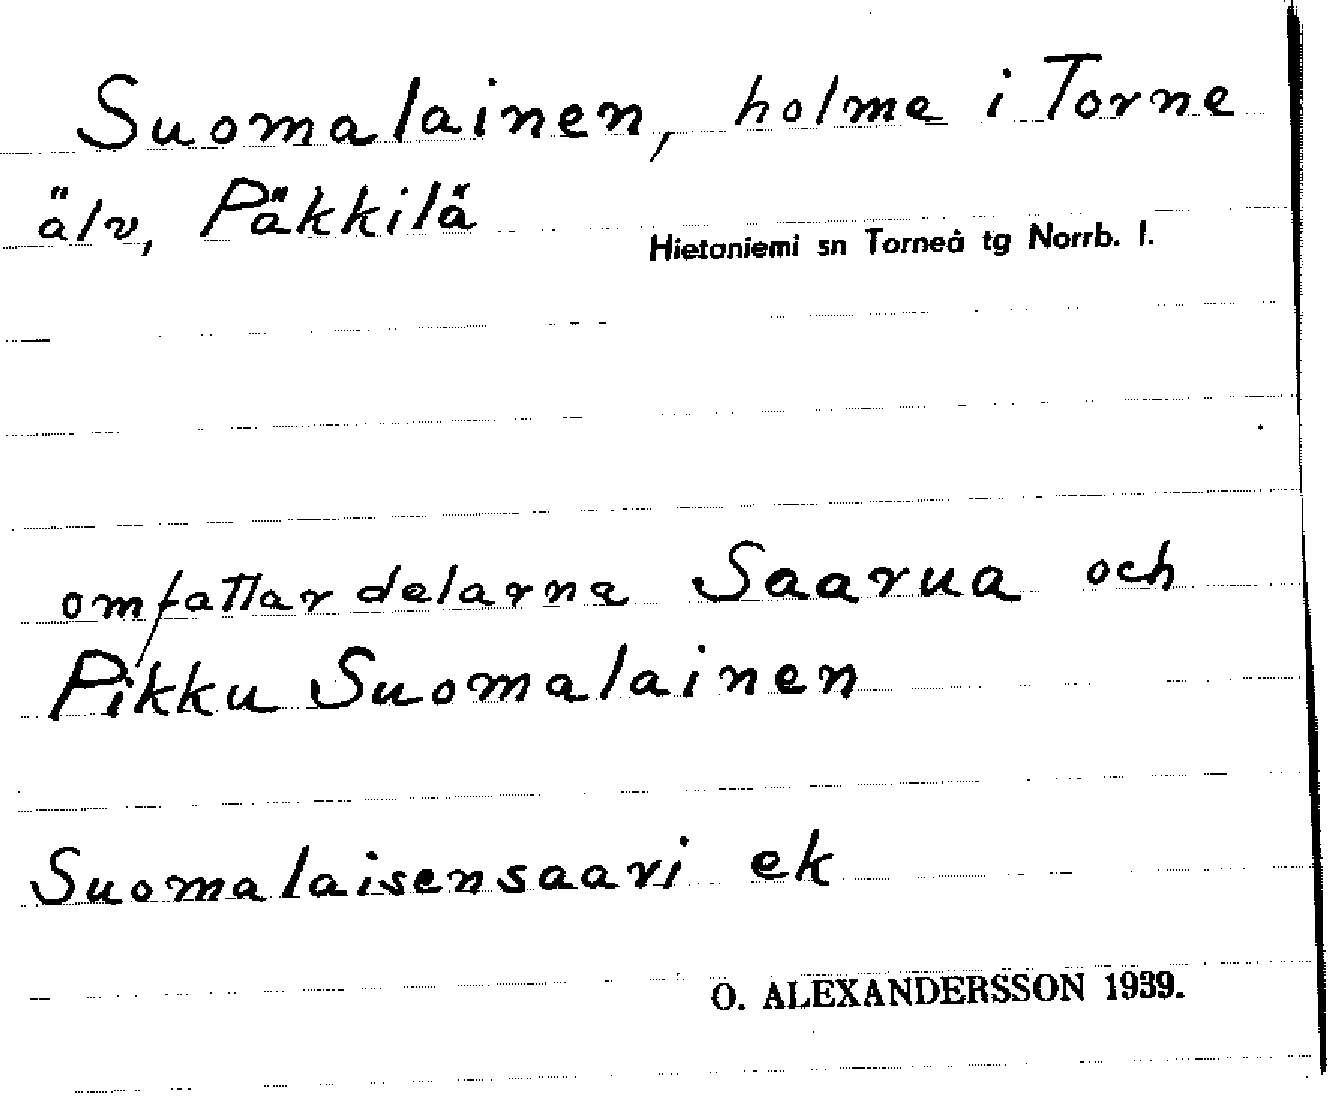 Suomalainen, holme i Torne
älv, Päkkilä
Hietaniemi sn Torneå tg Norrb. l.
omfattar delarna Saarua och
Pikku Suomalainen
Suomalaisensaari ek
O. ALEXANDERSSON 1939.